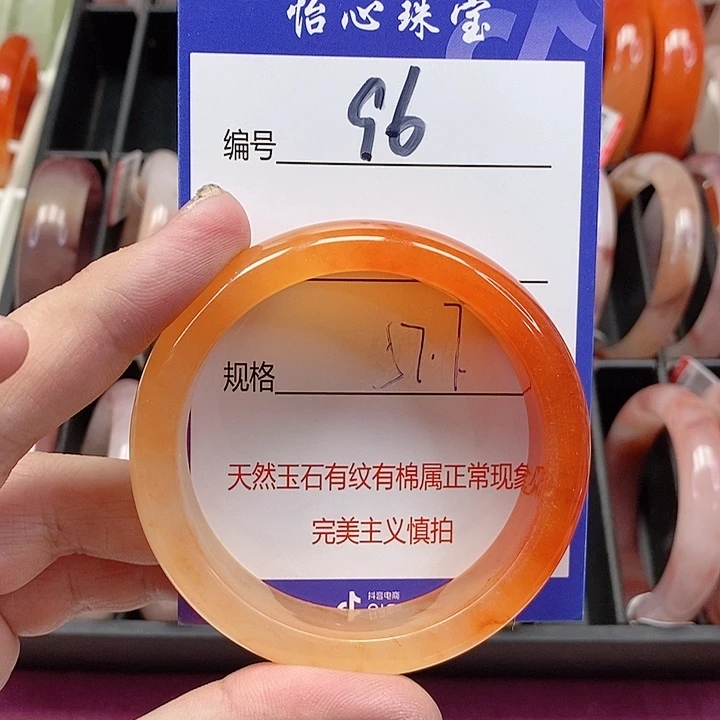 怡心珠宝
编号 96
规格 57.7
天然玉石有纹有棉属正常现象
完美主义慎拍
抖音电商